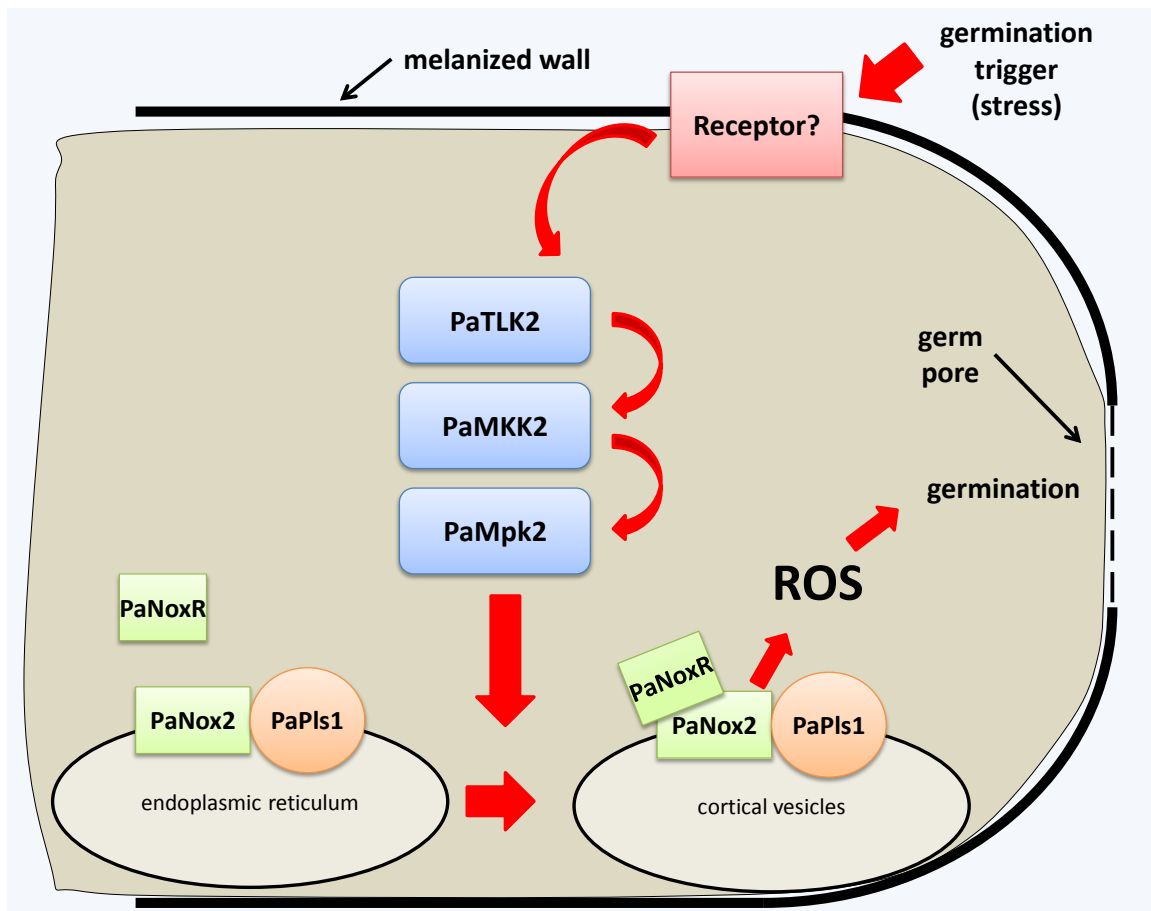 melanized wall
germination
trigger
(stress)
Receptor?
PaTLK2
germ
pore
PaMKK2
germination
PaMpk2
ROS
PaNoxR
PaNoxR
PaNox2
PaPls1
PaNox2
PaPls1
endoplasmic reticulum
cortical vesicles